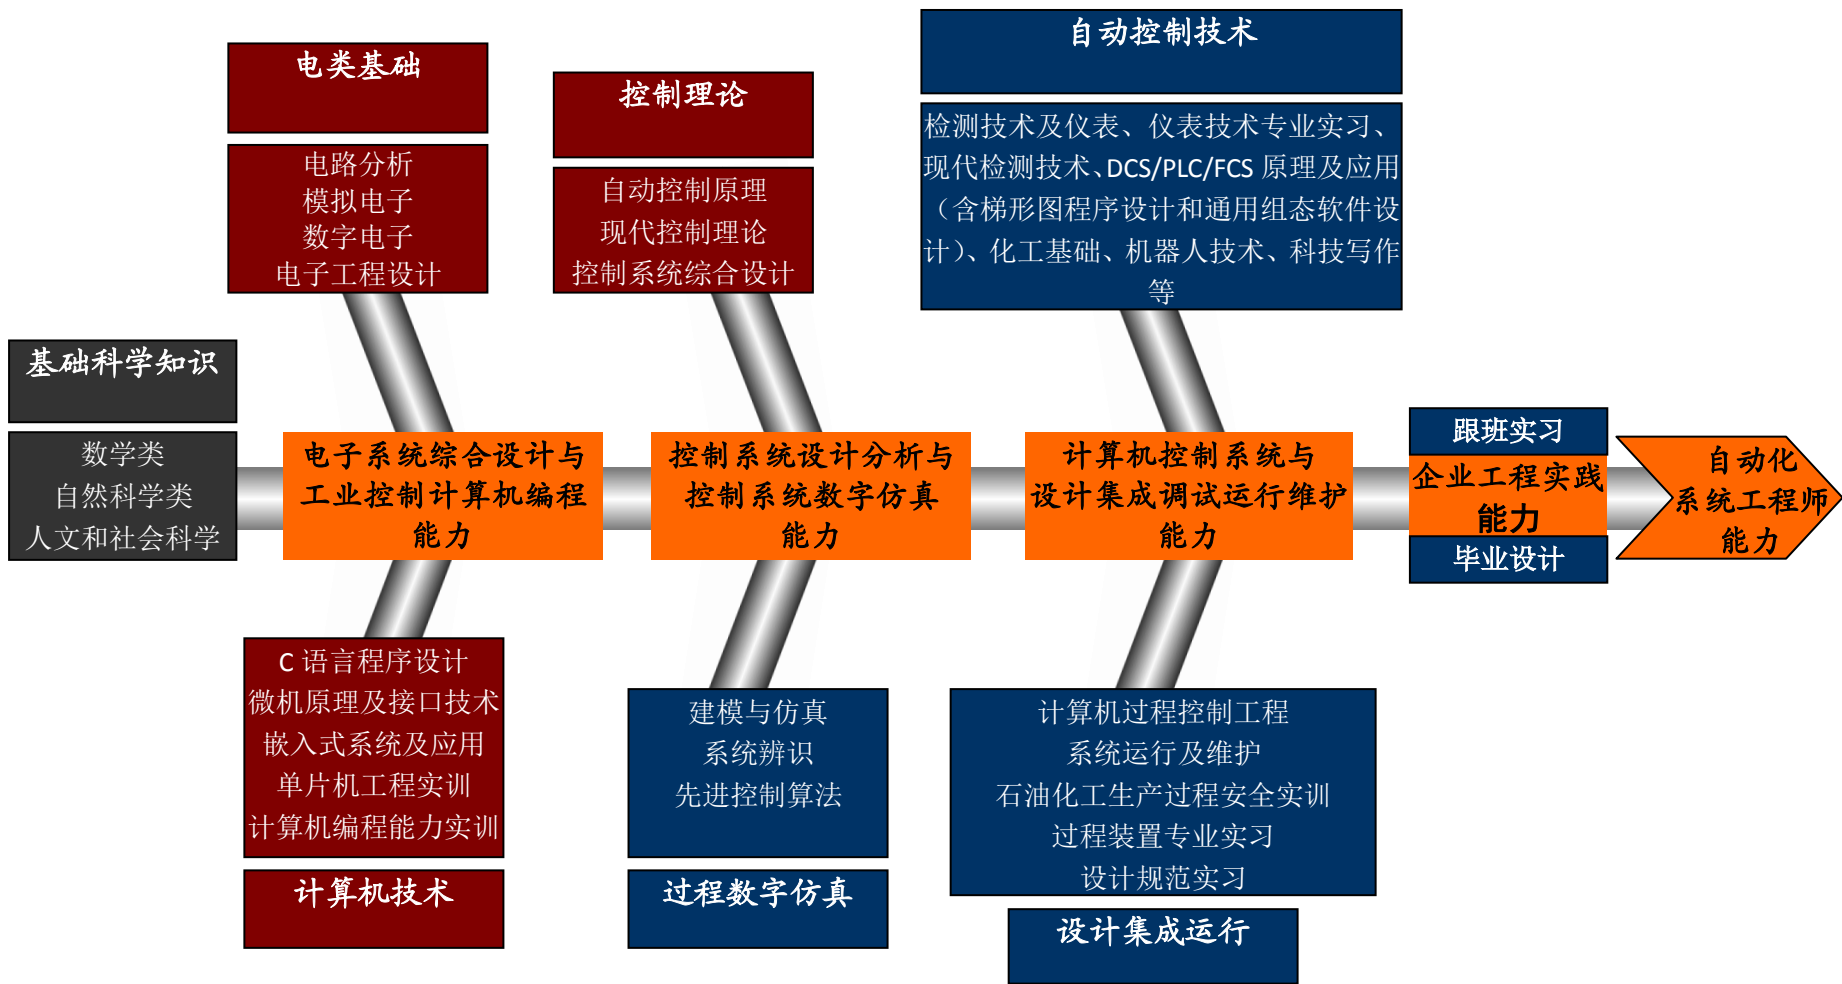 电类基础
电路分析
模拟电子
数字电子
电子工程设计
控制理论
自动控制原理
现代控制理论
控制系统综合设计
自动控制技术
检测技术及仪表、仪表技术专业实习、
现代检测技术、DCS/PLC/FCS 原理及应用
（含梯形图程序设计和通用组态软件设
计）、化工基础、机器人技术、科技写作
等
基础科学知识
数学类
自然科学类
人文和社会科学
电子系统综合设计与
工业控制计算机编程
能力
控制系统设计分析与
控制系统数字仿真
能力
计算机控制系统与
设计集成调试运行维护
能力
跟班实习
企业工程实践
能力
毕业设计
自动化
系统工程师
能力
C 语言程序设计
微机原理及接口技术
嵌入式系统及应用
单片机工程实训
计算机编程能力实训
计算机技术
建模与仿真
系统辨识
先进控制算法
过程数字仿真
计算机过程控制工程
系统运行及维护
石油化工生产过程安全实训
过程装置专业实习
设计规范实习
设计集成运行